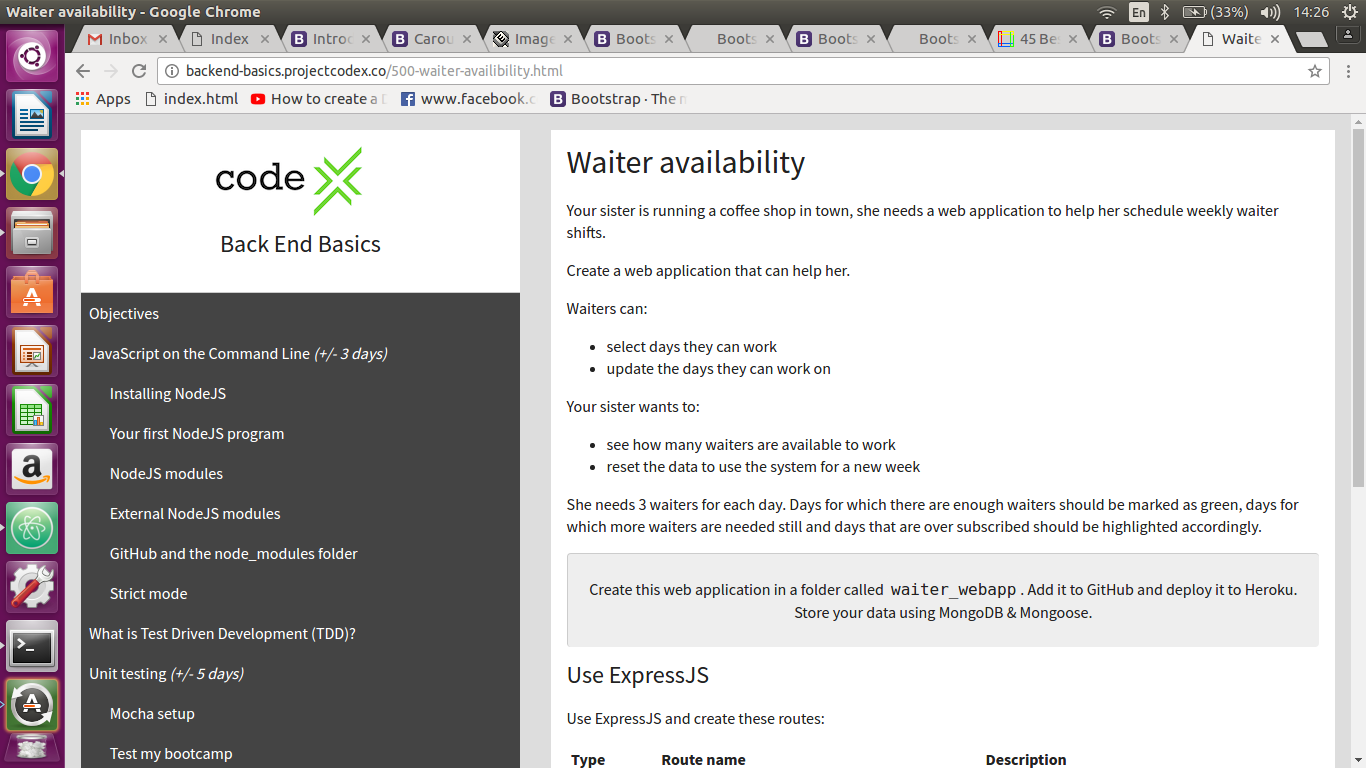 Waiter availability - Google Chrome
En
(33%)
14:26
Inbox
Index
Introd
Carou
Image
Boots
Boots
Boots
Boots
45 Be
Boots
Waite
backend-basics.projectcodex.co/500-waiter-availibility.html
Apps
index.html
How to create a
www.facebook.c
Bootstrap · The
code
Back End Basics
Objectives
JavaScript on the Command Line (+/- 3 days)
Installing NodeJS
Your first NodeJS program
NodeJS modules
External NodeJS modules
GitHub and the node_modules folder
Strict mode
What is Test Driven Development (TDD)?
Unit testing (+/- 5 days)
Mocha setup
Test my bootcamp
Waiter availability
Your sister is running a coffee shop in town, she needs a web application to help her schedule weekly waiter
shifts.
Create a web application that can help her.
Waiters can:
• select days they can work
• update the days they can work on
Your sister wants to:
• see how many waiters are available to work
• reset the data to use the system for a new week
She needs 3 waiters for each day. Days for which there are enough waiters should be marked as green, days for
which more waiters are needed still and days that are over subscribed should be highlighted accordingly.
Create this web application in a folder called waiter_webapp. Add it to GitHub and deploy it to Heroku.
Store your data using MongoDB & Mongoose.
Use ExpressJS
Use ExpressJS and create these routes:
Type Route name Description